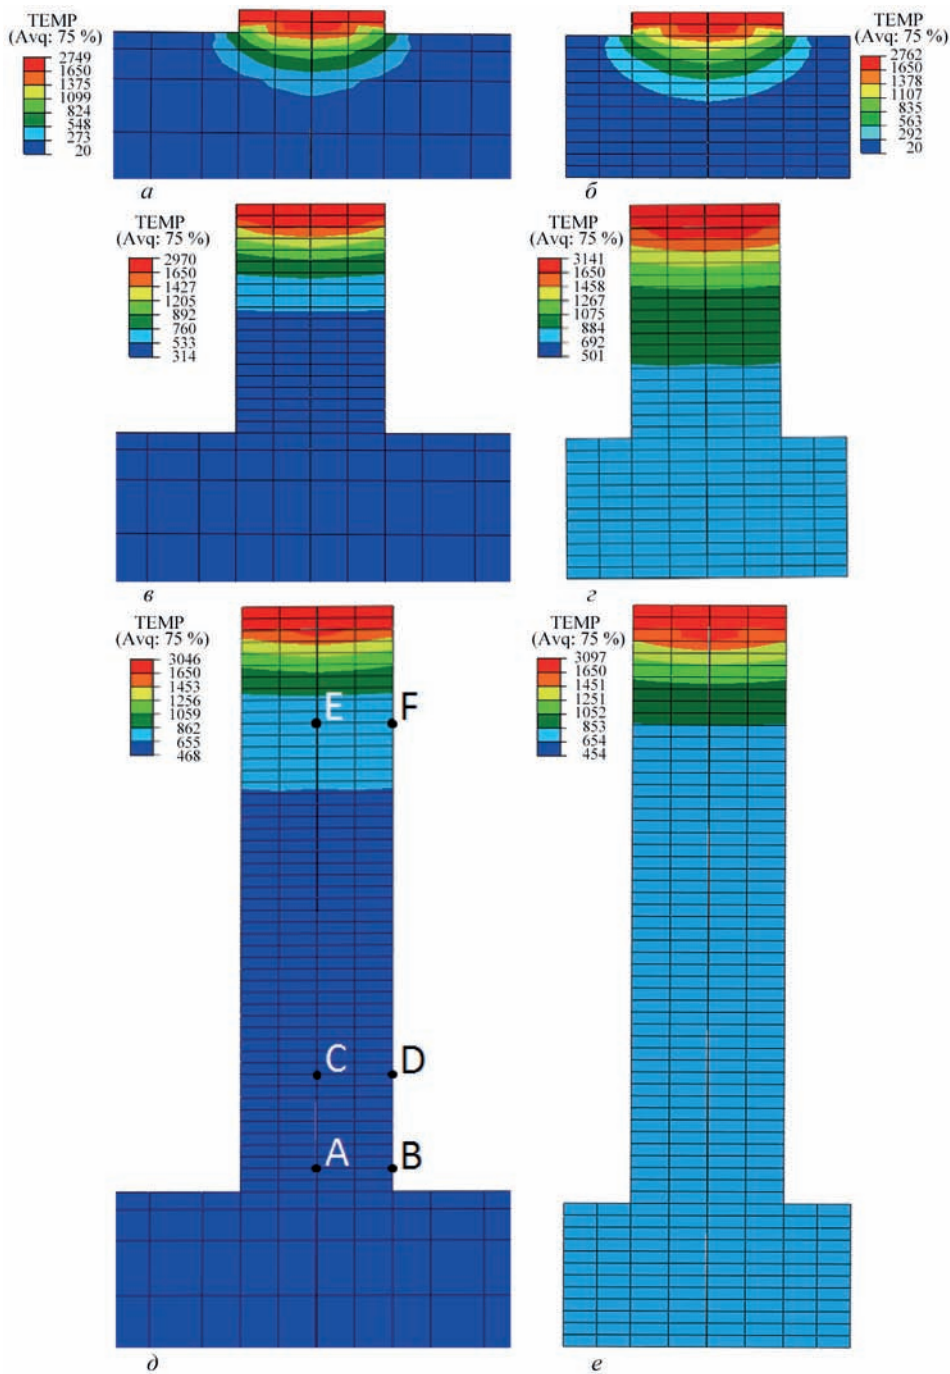 TEMP
(Avq: 75 %)
2749
1650
1375
1099
824
548
273
20
а
TEMP
(Avq: 75 %)
2762
1650
1378
1107
835
563
292
20
б
TEMP
(Avq: 75 %)
2970
1650
1427
1205
892
760
533
314
в
TEMP
(Avq: 75 %)
3141
1650
1458
1267
1075
884
692
501
г
TEMP
(Avq: 75 %)
3046
1650
1453
1256
1059
862
655
468
E F
C D
A B
д
TEMP
(Avq: 75 %)
3097
1650
1451
1251
1052
853
654
454
е